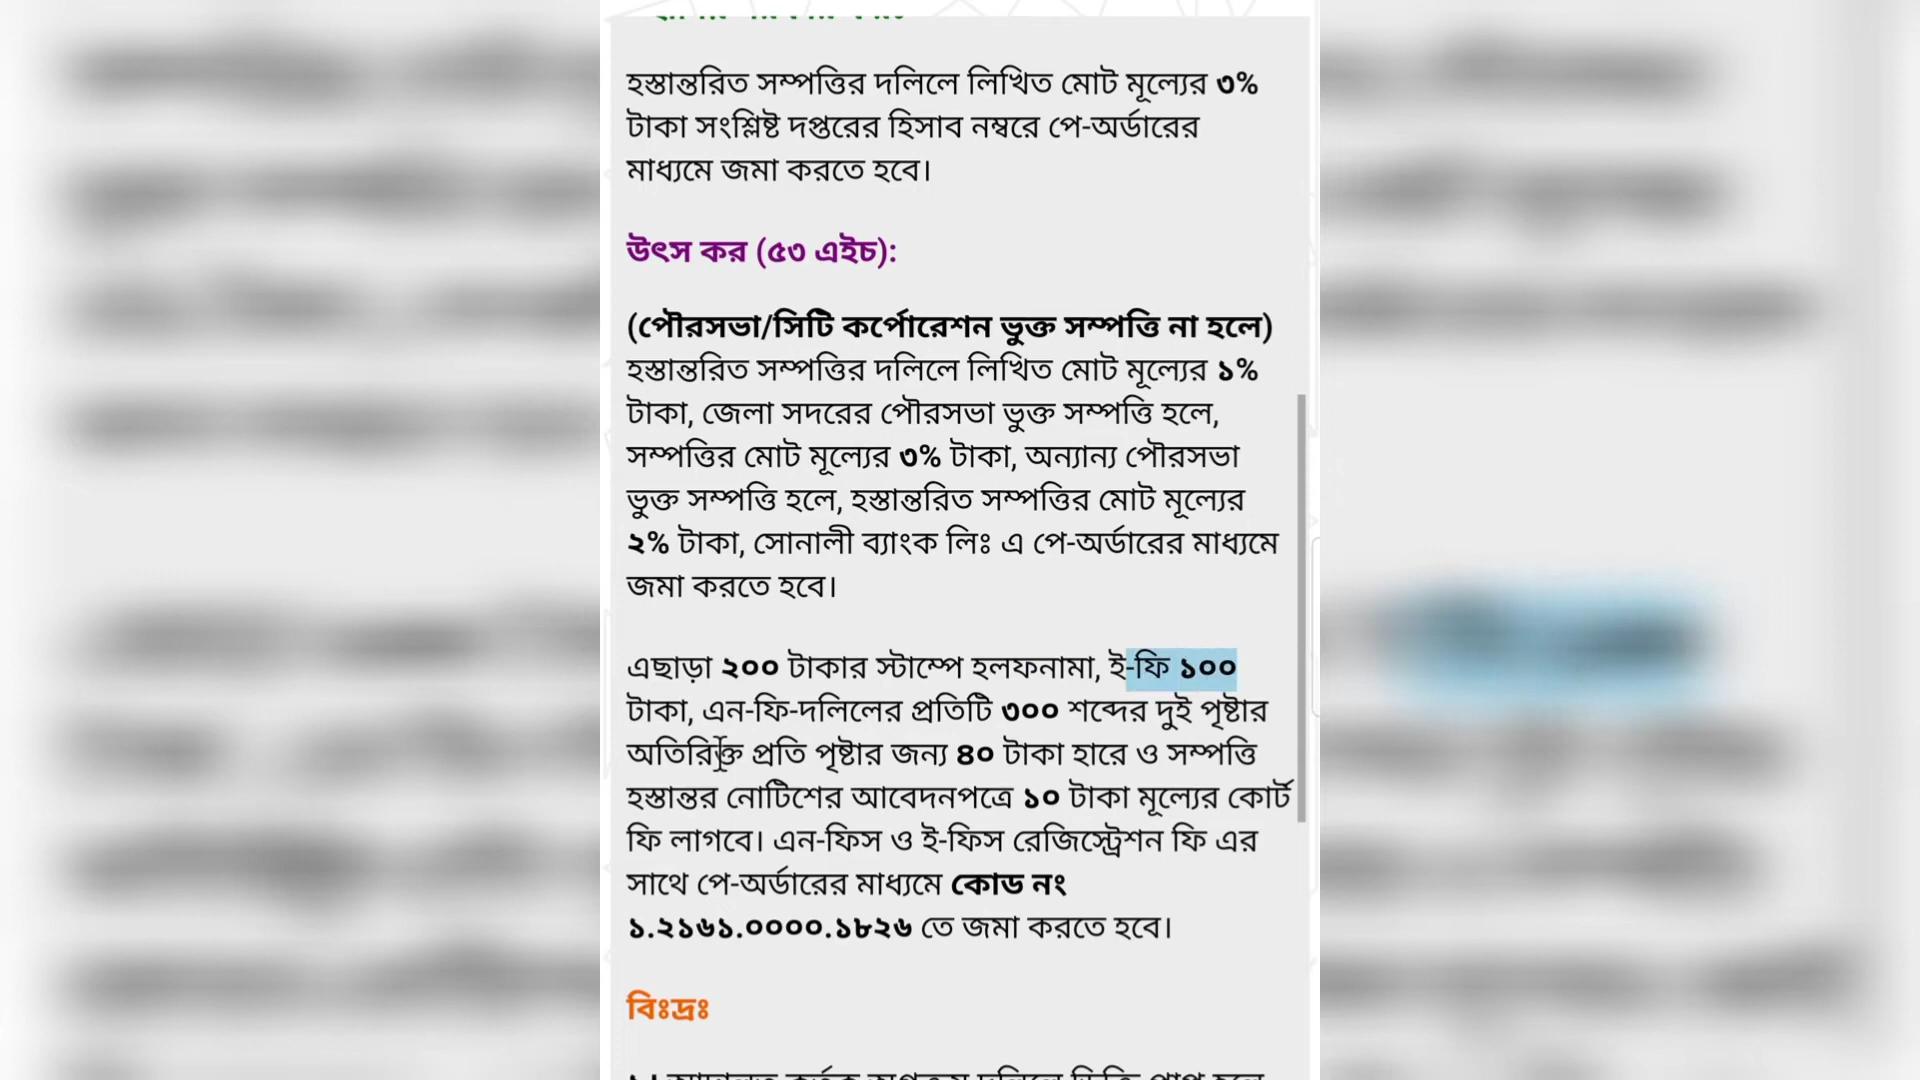 হস্তান্তরিত সম্পত্তির দলিলে লিখিত মোট মূল্যের ৩%
টাকা সংশ্লিষ্ট দপ্তরের হিসাব নম্বরে পে-অর্ডারের
মাধ্যমে জমা করতে হবে।
উৎস কর (৫৩ এইচ):
(পৌরসভা/সিটি কর্পোরেশন ভুক্ত সম্পত্তি না হলে)
হস্তান্তরিত সম্পত্তির দলিলে লিখিত মোট মূল্যের ১%
টাকা, জেলা সদরের পৌরসভা ভুক্ত সম্পত্তি হলে,
সম্পত্তির মোট মূল্যের ৩% টাকা, অন্যান্য পৌরসভা
ভুক্ত সম্পত্তি হলে, হস্তান্তরিত সম্পত্তির মোট মূল্যের
২% টাকা, সোনালী ব্যাংক লিঃ এ পে-অর্ডারের মাধ্যমে
জমা করতে হবে।
এছাড়া ২০০ টাকার স্টাম্পে হলফনামা, ই-ফি ১০০
টাকা, এন-ফি-দলিলের প্রতিটি ৩০০ শব্দের দুই পৃষ্টার
অতিরিক্ত প্রতি পৃষ্টার জন্য ৪০ টাকা হারে ও সম্পত্তি
হস্তান্তর নোটিশের আবেদনপত্রে ১০ টাকা মূল্যের কোর্ট
ফি লাগবে। এন-ফিস ও ই-ফিস রেজিস্ট্রেশন ফি এর
সাথে পে-অর্ডারের মাধ্যমে কোড নং
১.২১৬১.০০০০.১৮২৬ তে জমা করতে হবে।
বিঃদ্রঃ